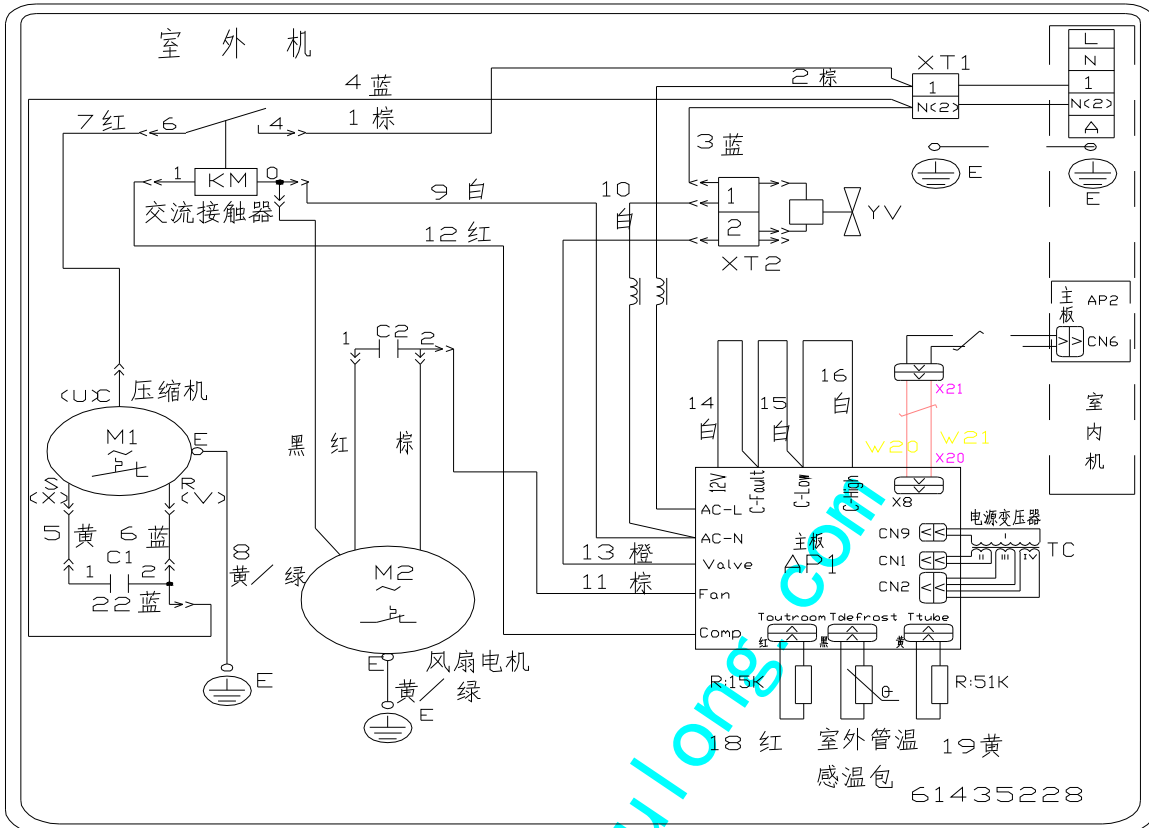 室 外 机
L
N
1
N(2)
A
XT1
1
N(2)
2 棕
4 蓝
7 红
6
4
1 棕
3 蓝
E
E
1
KM
0
交流接触器
9 白
10
白
12 红
1
2
XT2
YV
主板
AP2
CN6
室内机
1
C2
2
(U)C
压缩机
M1
~
E
S
(X)
R
(V)
5 黄
6 蓝
C1
1
2
22 蓝
8
黄/绿
E
黑
红
棕
14
白
15
白
16
白
X21
W20
W21
X20
X8
12V
C-Fault
C-Low
C-High
AC-L
AC-N
Valve
Fan
Comp
13 橙
11 棕
主板
AP1
CN9
CN1
CN2
电源变压器
I
II
III
IV
TC
M2
~
E
风扇电机
黄/绿
E
Toutroom
Tdefrost
Ttube
红
黑
黄
R:15K
θ
R:51K
18 红
室外管温
感温包
19黄
61435228
ulong.com